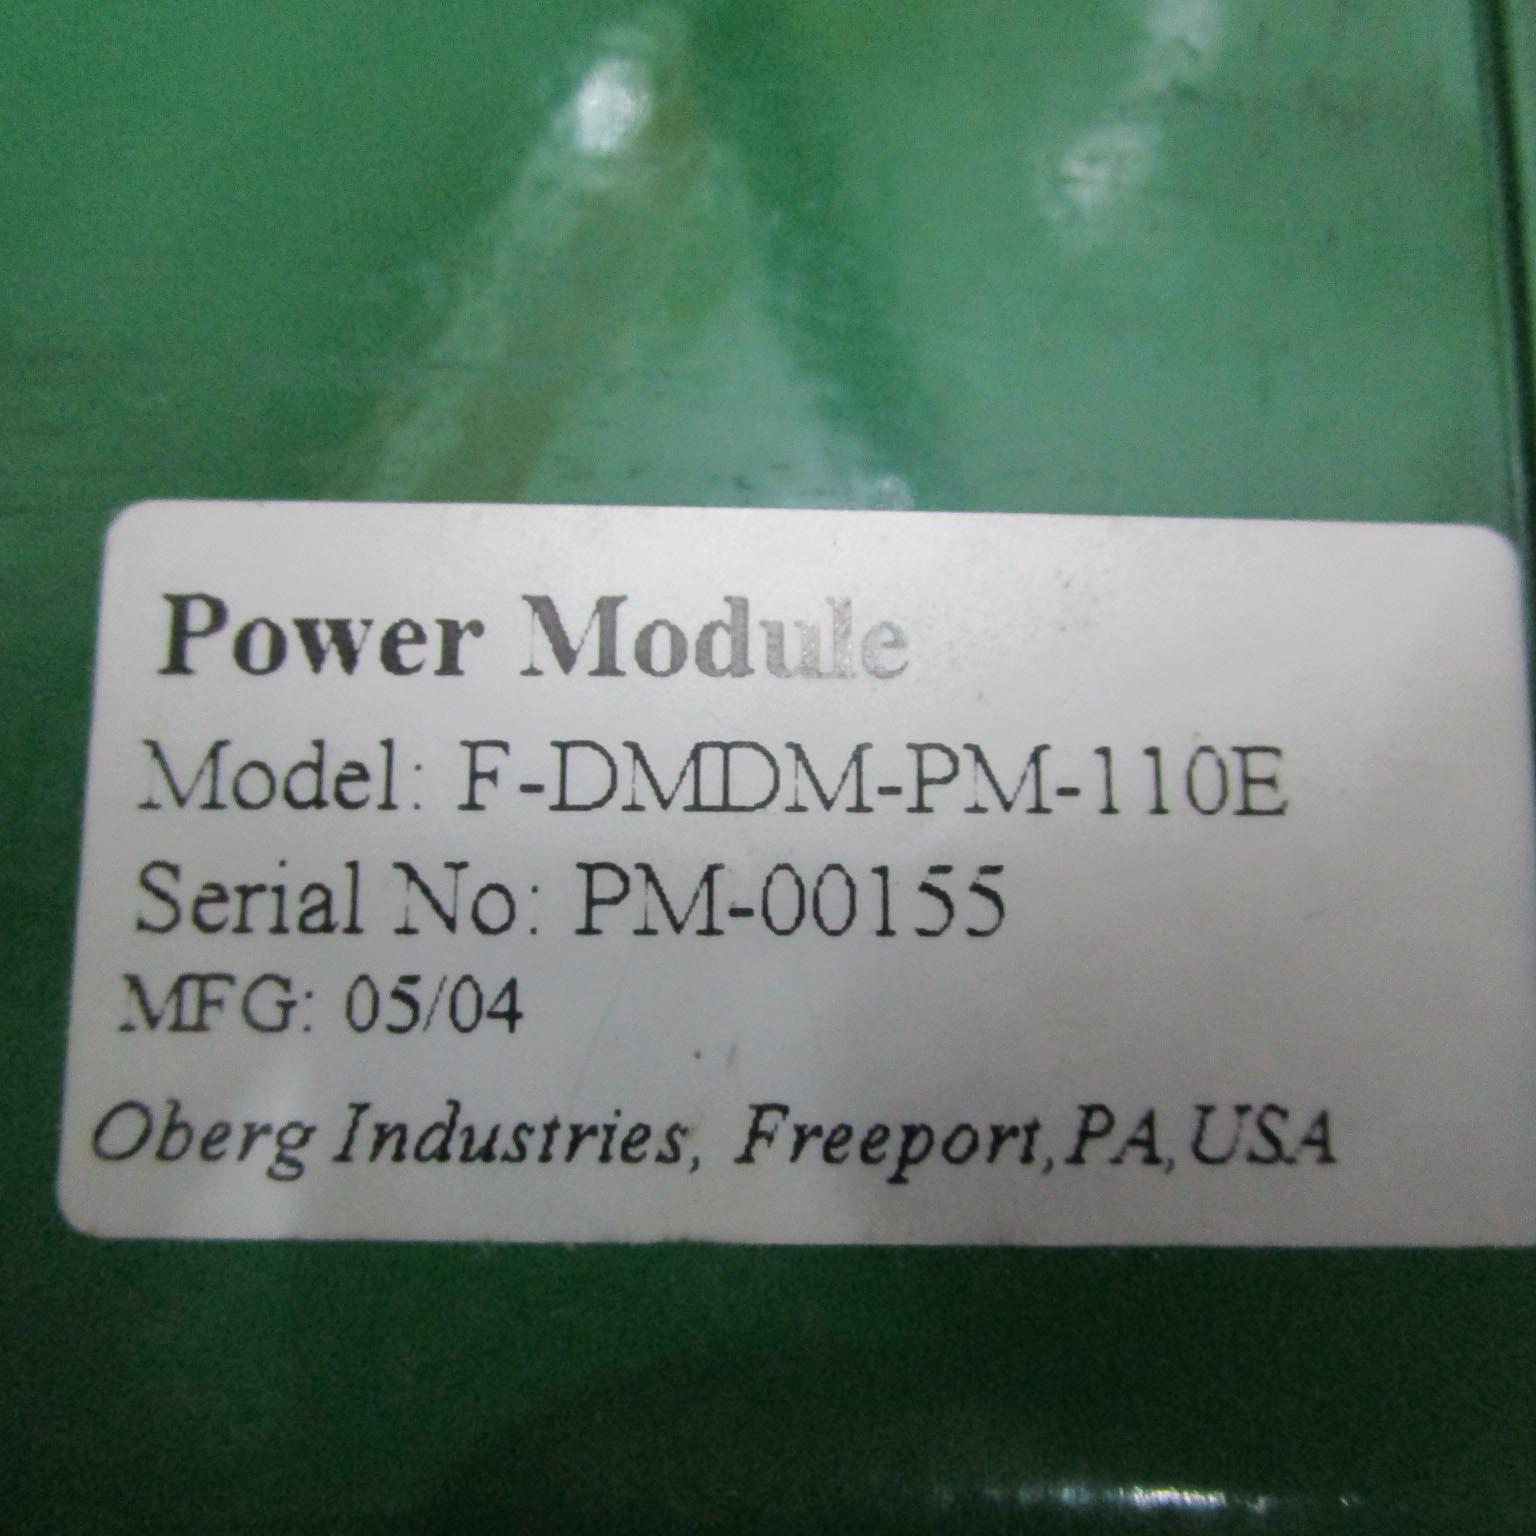 Power Module
Model: F-DMDM-PM-110E
Serial No: PM-00155
MFG: 05/04
Oberg Industries, Freeport, PA, USA